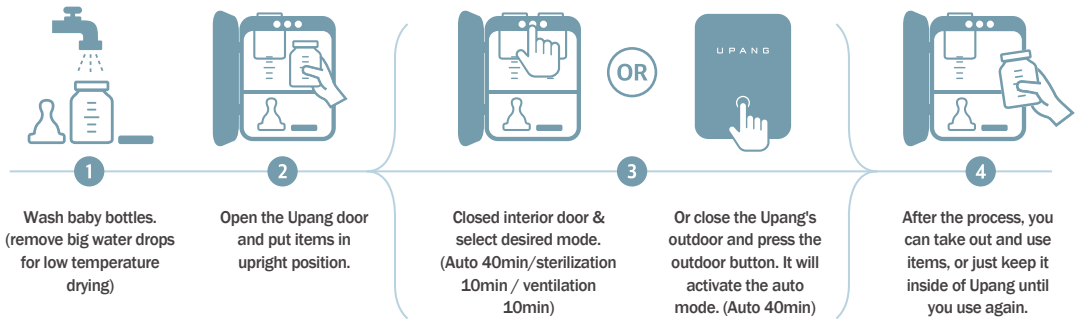 OR
UPANG
1
2
3
4
Wash baby bottles.
(remove big water drops
for low temperature
drying)
Open the Upang door
and put items in
upright position.
Closed interior door &
select desired mode.
(Auto 40min/sterilization
10min / ventilation
10min)
Or close the Upang's
outdoor and press the
outdoor button. It will
activate the auto
mode. (Auto 40min)
After the process, you
can take out and use
items, or just keep it
inside of Upang until
you use again.